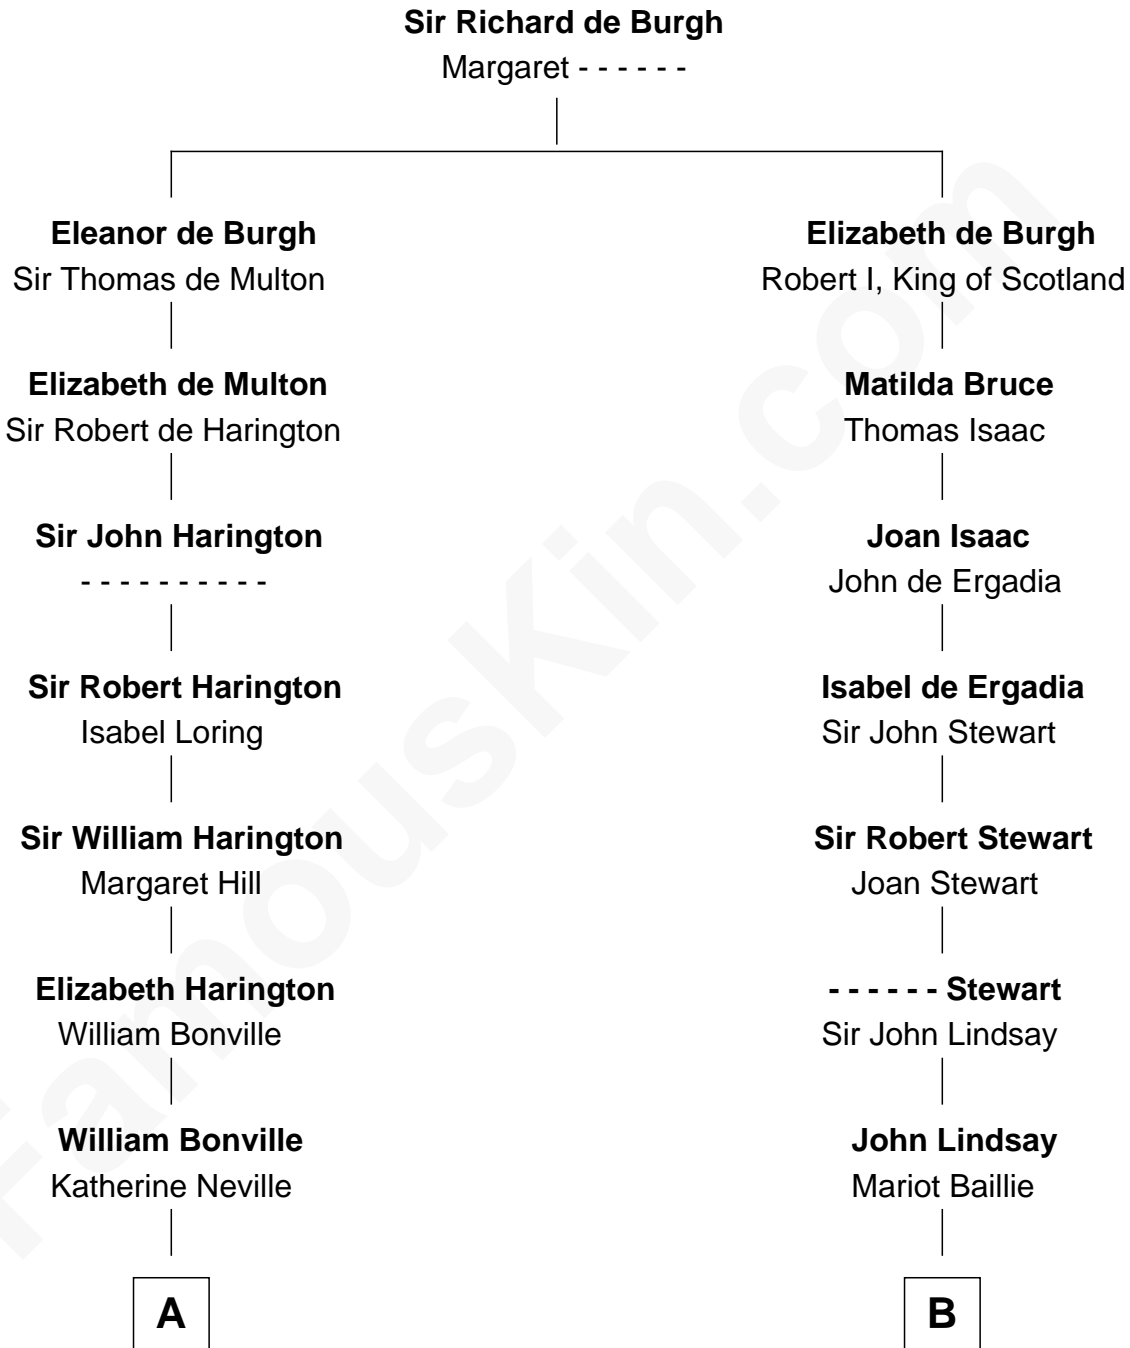 Sir Richard de Burgh
Margaret - - - - - -
Eleanor de Burgh
Sir Thomas de Multon
Elizabeth de Burgh
Robert I, King of Scotland
Elizabeth de Multon
Sir Robert de Harington
Matilda Bruce
Thomas Isaac
Sir John Harington
- - - - - - - - - -
Joan Isaac
John de Ergadia
Sir Robert Harington
Isabel Loring
Isabel de Ergadia
Sir John Stewart
Sir William Harington
Margaret Hill
Sir Robert Stewart
Joan Stewart
Elizabeth Harington
William Bonville
- - - - - - Stewart
Sir John Lindsay
William Bonville
Katherine Neville
John Lindsay
Mariot Baillie
A
B
FamousKin.com